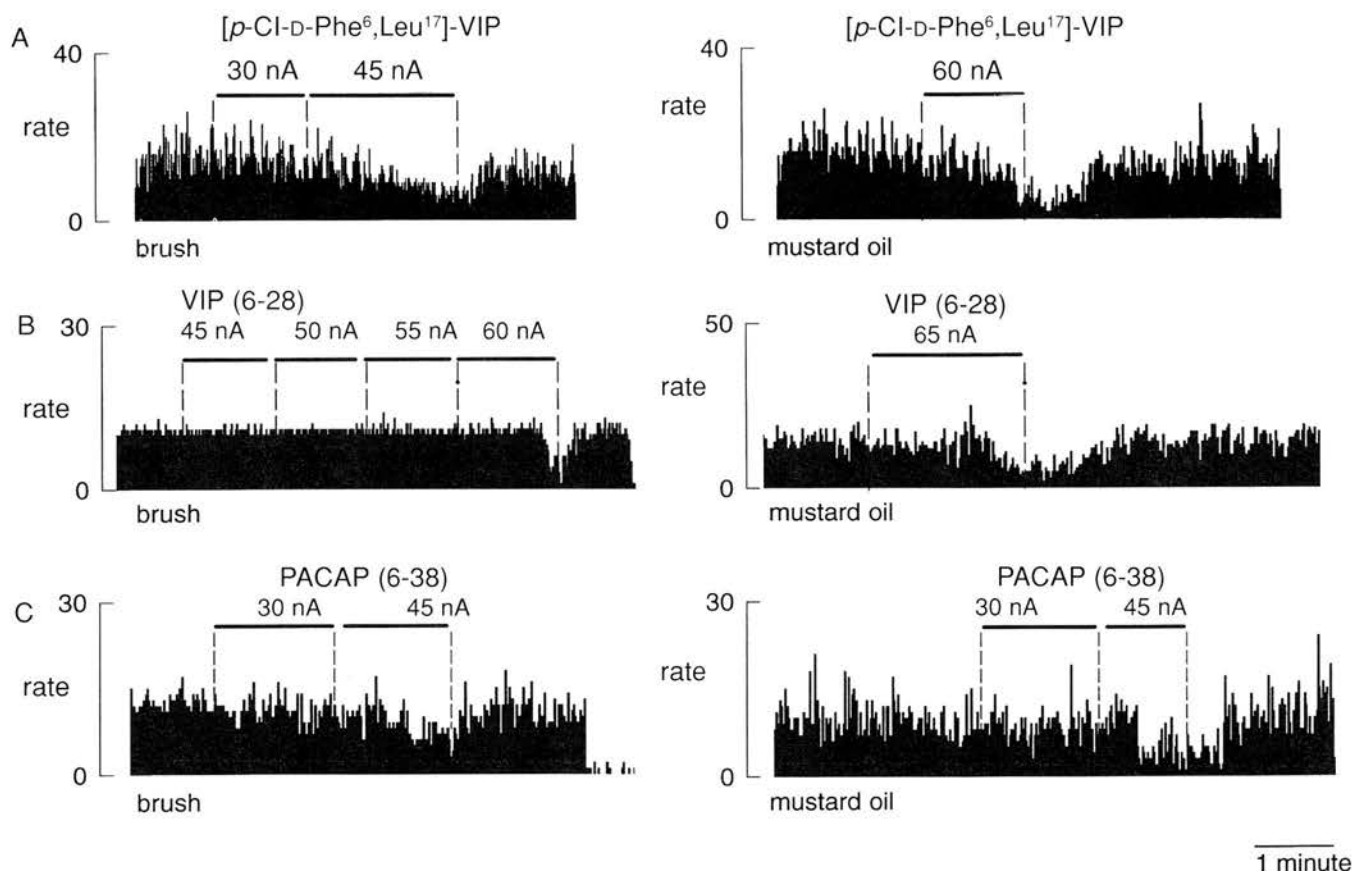 A
[p-Cl-D-Phe⁶,Leu¹⁷]-VIP
40
30 nA 45 nA
rate
0
brush
[p-Cl-D-Phe⁶,Leu¹⁷]-VIP
40
60 nA
rate
0
mustard oil
B
VIP (6-28)
30
45 nA 50 nA 55 nA 60 nA
rate
0
brush
VIP (6-28)
50
65 nA
rate
0
mustard oil
C
PACAP (6-38)
30
30 nA 45 nA
rate
0
brush
PACAP (6-38)
30
30 nA 45 nA
rate
0
mustard oil
1 minute